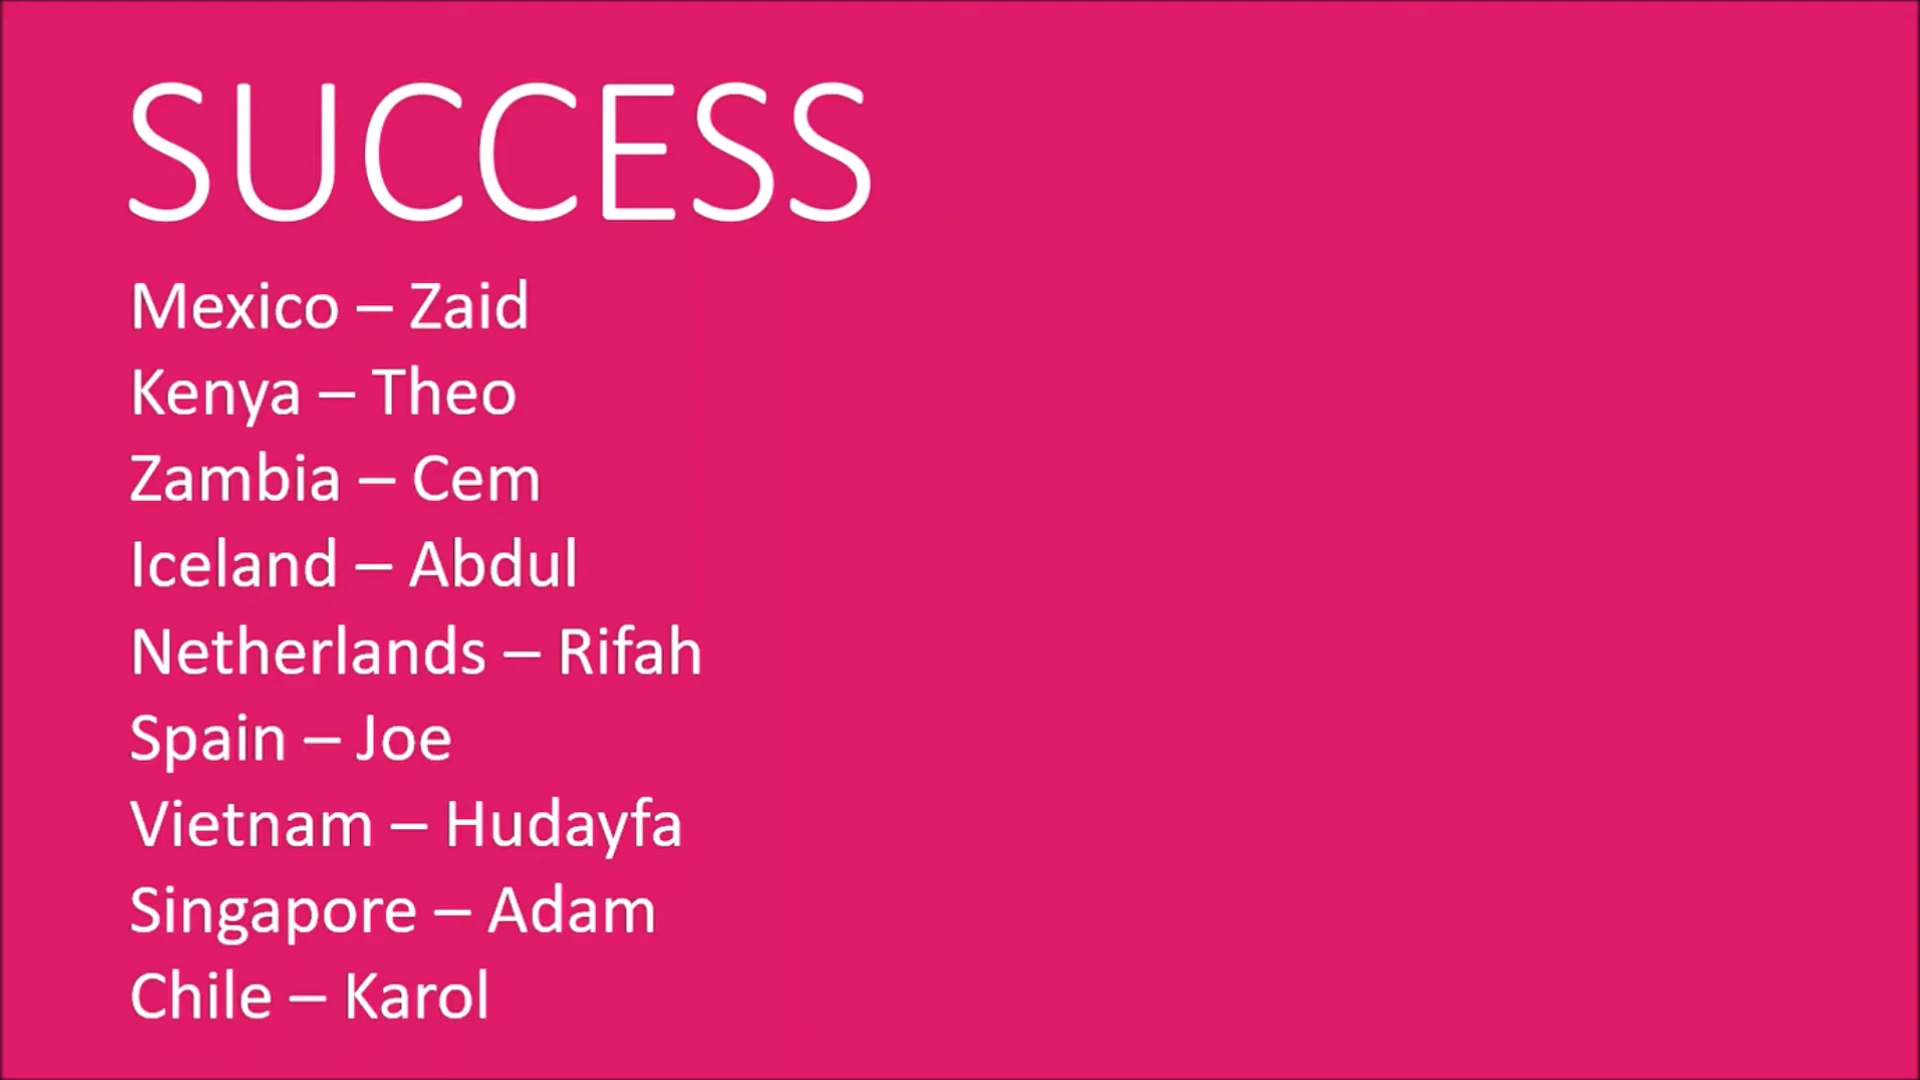 SUCCESS
Mexico – Zaid
Kenya – Theo
Zambia – Cem
Iceland – Abdul
Netherlands – Rifah
Spain – Joe
Vietnam – Hudayfa
Singapore – Adam
Chile – Karol